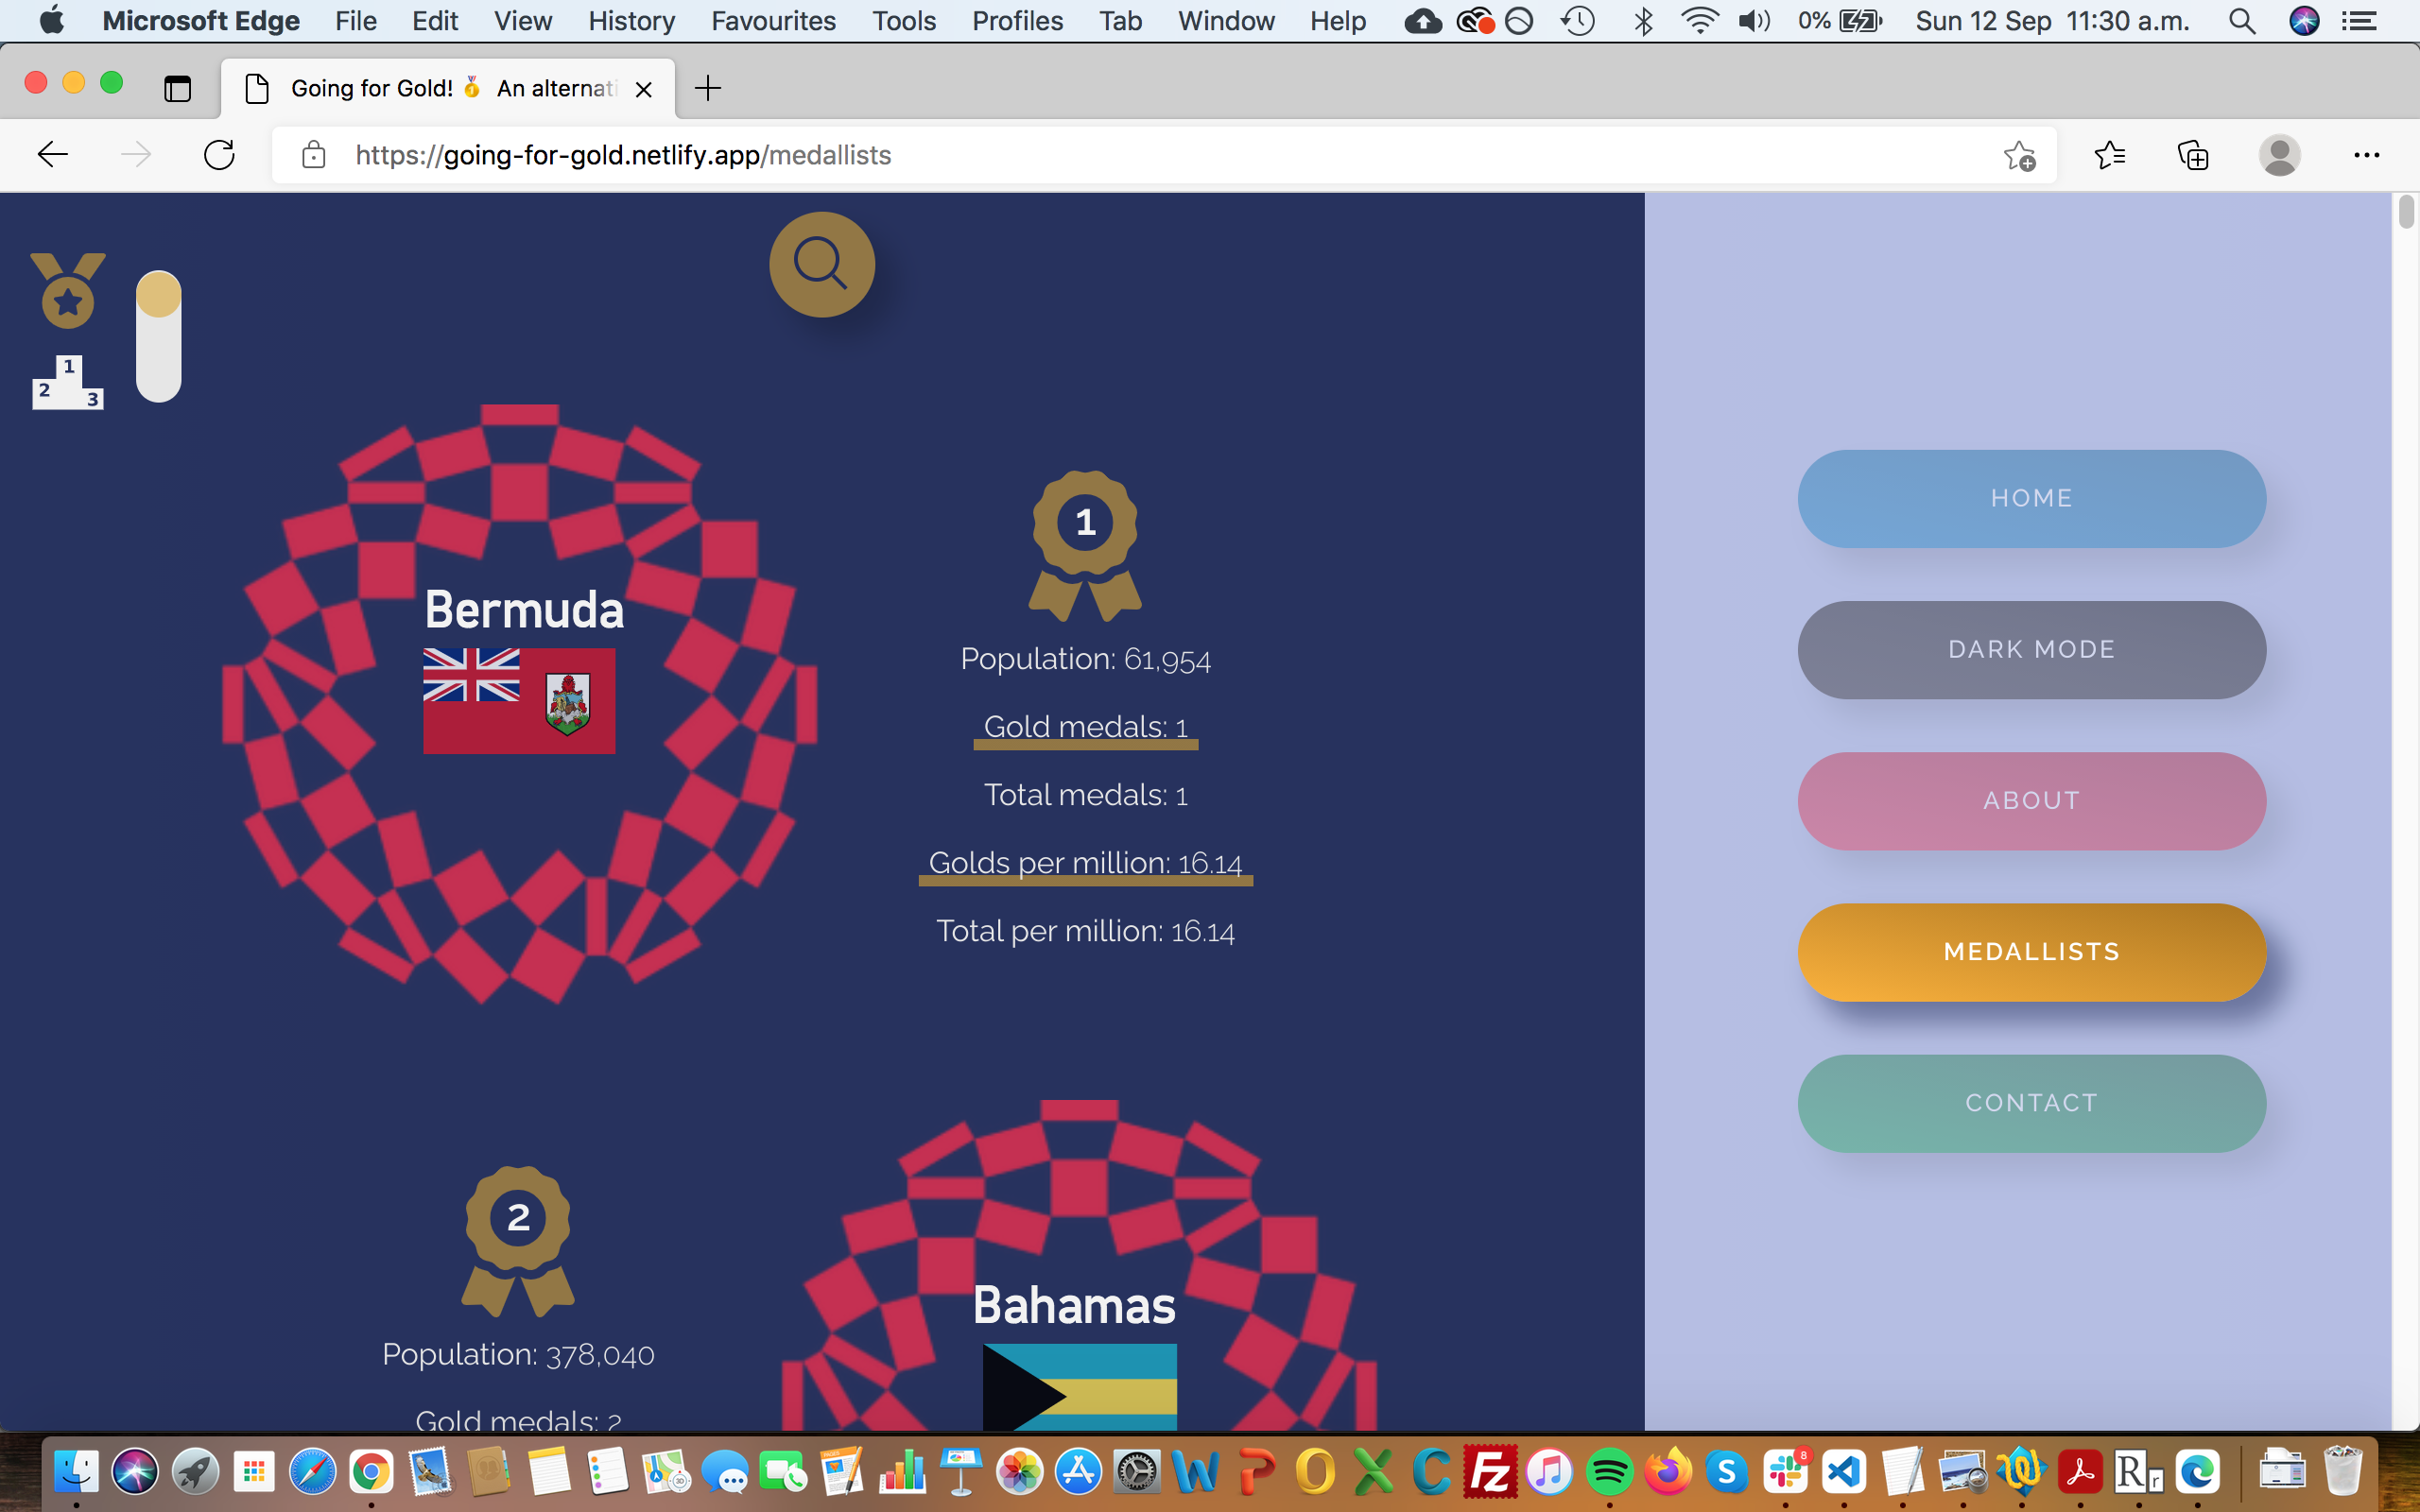 Microsoft Edge File Edit View History Favourites Tools Profiles Tab Window Help 0% Sun 12 Sep 11:30 a.m.
Going for Gold! 🥇 An alternati
https://going-for-gold.netlify.app/medallists
1
2
3
Bermuda
1
Population: 61,954
Gold medals: 1
Total medals: 1
Golds per million: 16.14
Total per million: 16.14
2
Population: 378,040
Gold medals: 2
Bahamas
HOME
DARK MODE
ABOUT
MEDALLISTS
CONTACT
8